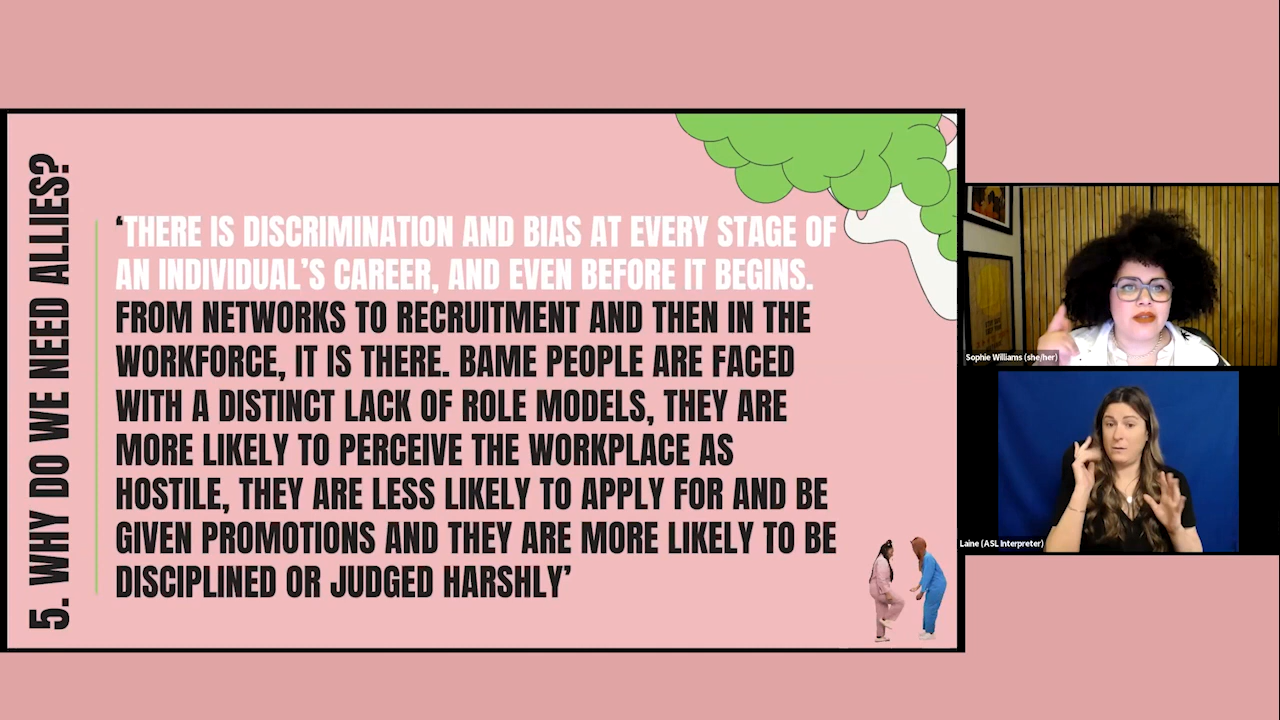 5. WHY DO WE NEED ALLIES?
‘THERE IS DISCRIMINATION AND BIAS AT EVERY STAGE OF
AN INDIVIDUAL’S CAREER, AND EVEN BEFORE IT BEGINS.
FROM NETWORKS TO RECRUITMENT AND THEN IN THE
WORKFORCE, IT IS THERE. BAME PEOPLE ARE FACED
WITH A DISTINCT LACK OF ROLE MODELS, THEY ARE
MORE LIKELY TO PERCEIVE THE WORKPLACE AS
HOSTILE, THEY ARE LESS LIKELY TO APPLY FOR AND BE
GIVEN PROMOTIONS AND THEY ARE MORE LIKELY TO BE
DISCIPLINED OR JUDGED HARSHLY’
Sophie Williams (she/her)
Laine (ASL Interpreter)